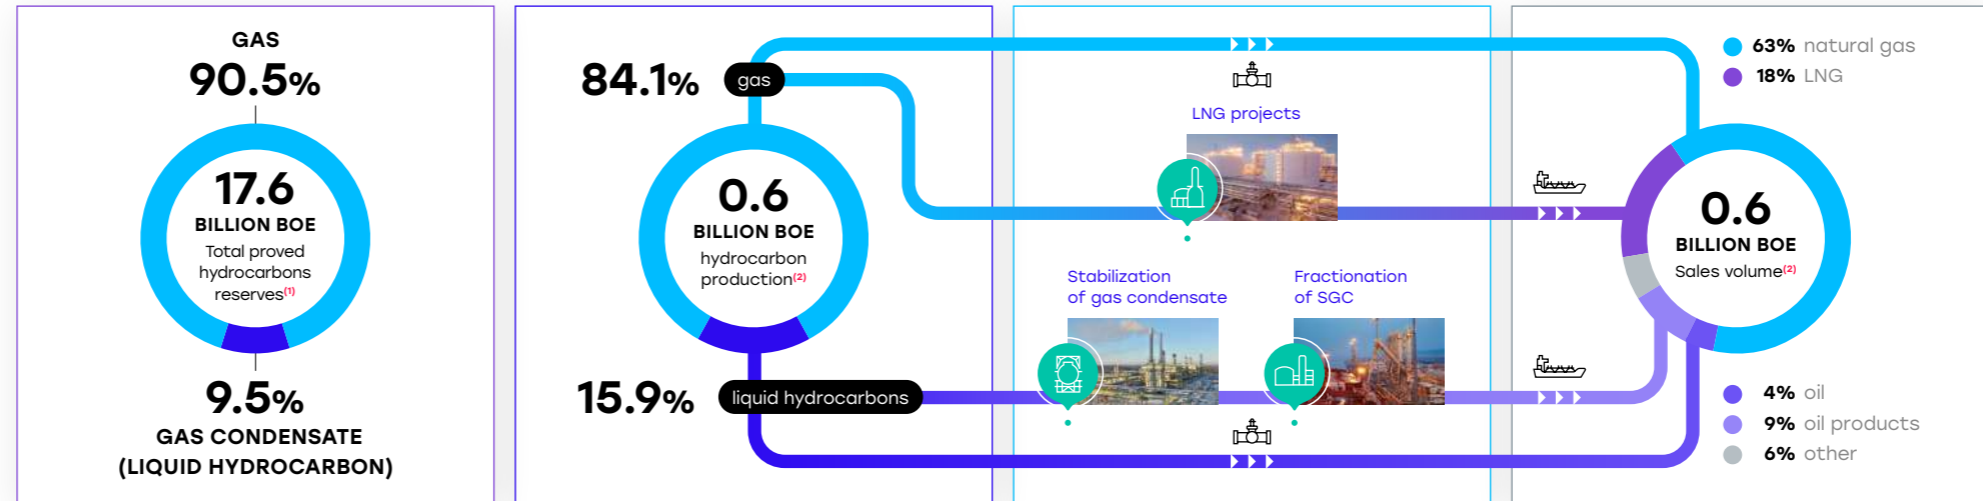 GAS
90.5%
17.6
BILLION BOE
Total proved
hydrocarbons
reserves(1)
9.5%
GAS CONDENSATE
(LIQUID HYDROCARBON)
84.1%
gas
0.6
BILLION BOE
hydrocarbon
production(2)
15.9%
liquid hydrocarbons
LNG projects
Stabilization
of gas condensate
Fractionation
of SGC
63% natural gas
18% LNG
0.6
BILLION BOE
Sales volume(2)
4% oil
9% oil products
6% other